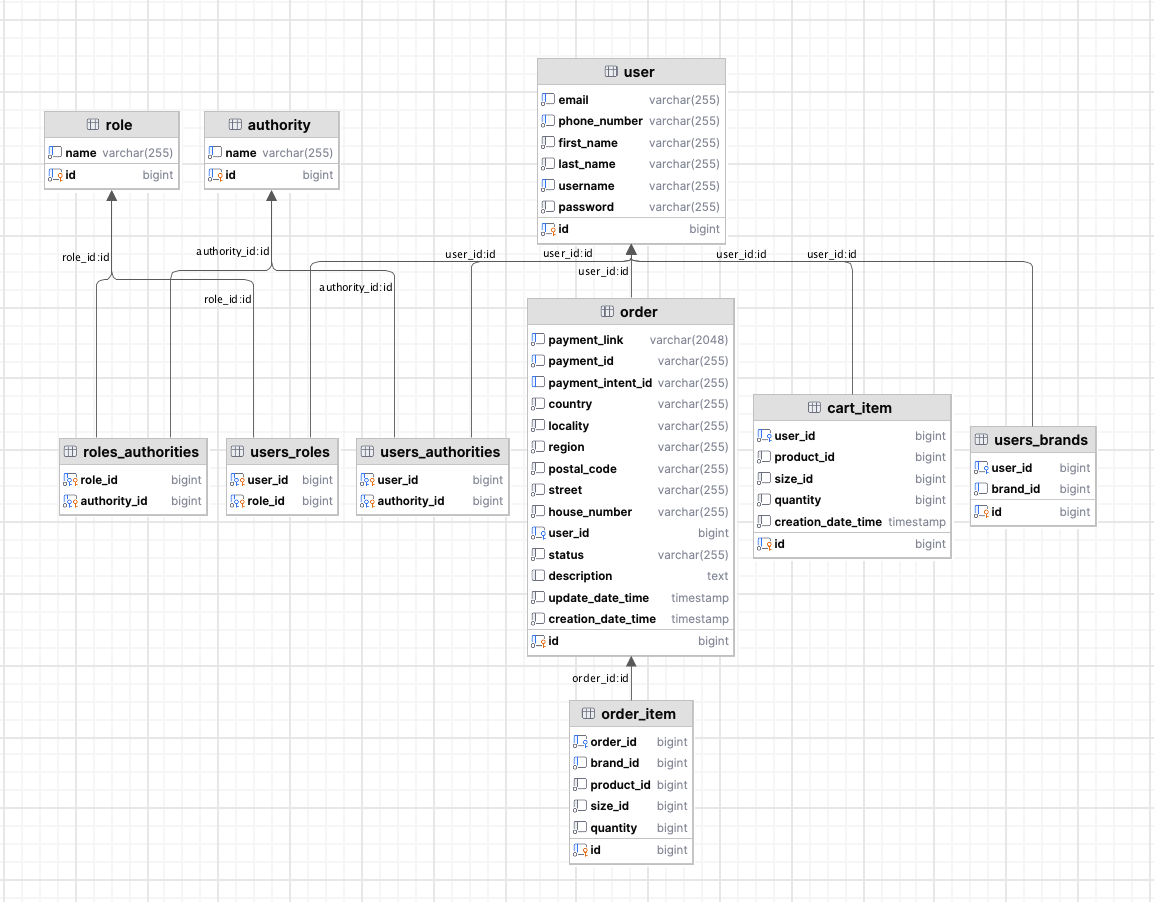 user
email varchar(255)
phone_number varchar(255)
first_name varchar(255)
last_name varchar(255)
username varchar(255)
password varchar(255)
id bigint
role
name varchar(255)
id bigint
authority
name varchar(255)
id bigint
role_id:id
authority_id:id
role_id:id
authority_id:id
user_id:id
user_id:id
user_id:id
user_id:id
user_id:id
order
payment_link varchar(2048)
payment_id varchar(255)
payment_intent_id varchar(255)
country varchar(255)
locality varchar(255)
region varchar(255)
postal_code varchar(255)
street varchar(255)
house_number varchar(255)
user_id bigint
status varchar(255)
description text
update_date_time timestamp
creation_date_time timestamp
id bigint
cart_item
user_id bigint
product_id bigint
size_id bigint
quantity bigint
creation_date_time timestamp
id bigint
users_brands
user_id bigint
brand_id bigint
id bigint
roles_authorities
role_id bigint
authority_id bigint
users_roles
user_id bigint
role_id bigint
users_authorities
user_id bigint
authority_id bigint
order_id:id
order_item
order_id bigint
brand_id bigint
product_id bigint
size_id bigint
quantity bigint
id bigint